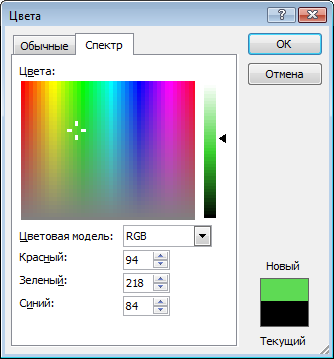 Цвета
Обычные
Спектр
OK
Отмена
Цвета:
Цветовая модель:
RGB
Красный:
94
Зеленый:
218
Синий:
84
Новый
Текущий